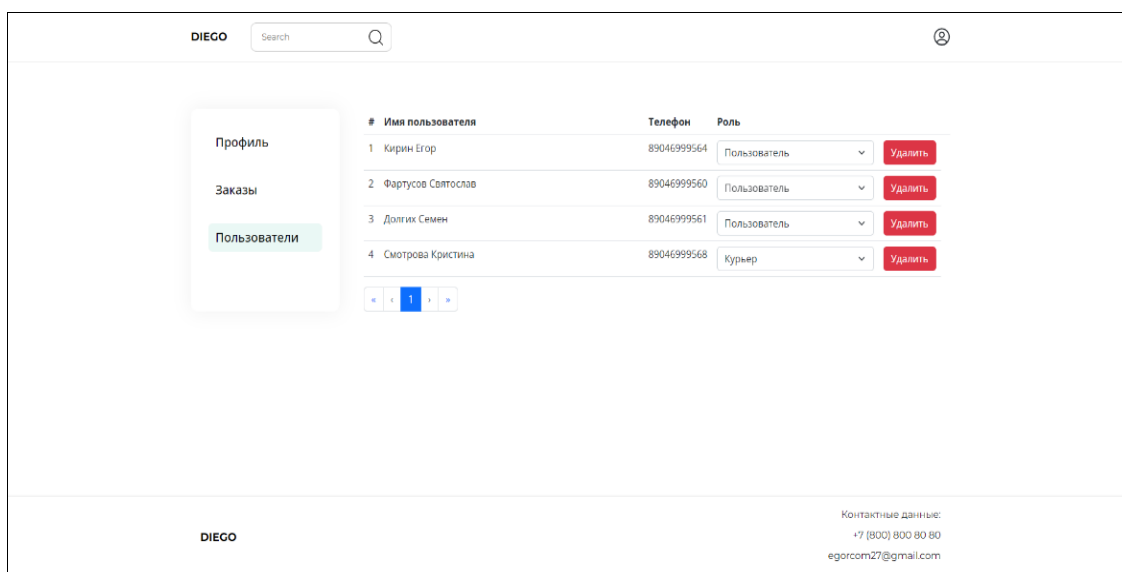 DIEGO Search
Профиль
Заказы
Пользователи
# Имя пользователя Телефон Роль
1 Кирин Егор 89046999564 Пользователь Удалить
2 Фартусов Святослав 89046999560 Пользователь Удалить
3 Долгих Семен 89046999561 Пользователь Удалить
4 Смотрова Кристина 89046999568 Курьер Удалить
« ‹ 1 › »
DIEGO
Контактные данные:
+7 (800) 800 80 80
egorcom27@gmail.com